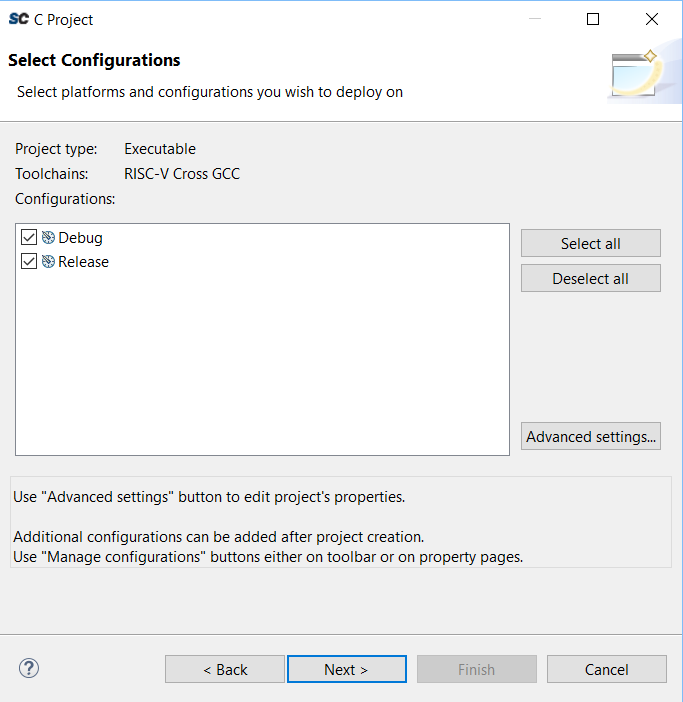 SC C Project
Select Configurations
Select platforms and configurations you wish to deploy on
Project type: Executable
Toolchains: RISC-V Cross GCC
Configurations:
Debug
Release
Select all
Deselect all
Advanced settings...
Use "Advanced settings" button to edit project's properties.
Additional configurations can be added after project creation.
Use "Manage configurations" buttons either on toolbar or on property pages.
? < Back Next > Finish Cancel